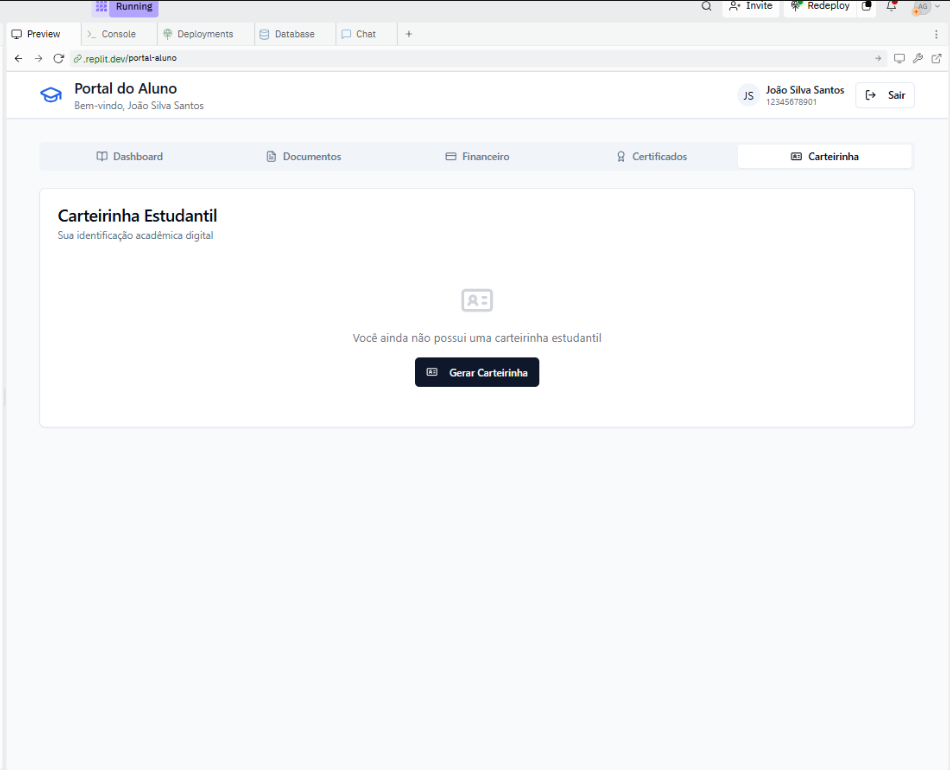 Running
Invite
Redeploy
AG
Preview
>_ Console
Deployments
Database
Chat
+
.replit.dev/portal-aluno
Portal do Aluno
Bem-vindo, João Silva Santos
JS
João Silva Santos
12345678901
Sair
Dashboard
Documentos
Financeiro
Certificados
Carteirinha
Carteirinha Estudantil
Sua identificação acadêmica digital
Você ainda não possui uma carteirinha estudantil
Gerar Carteirinha